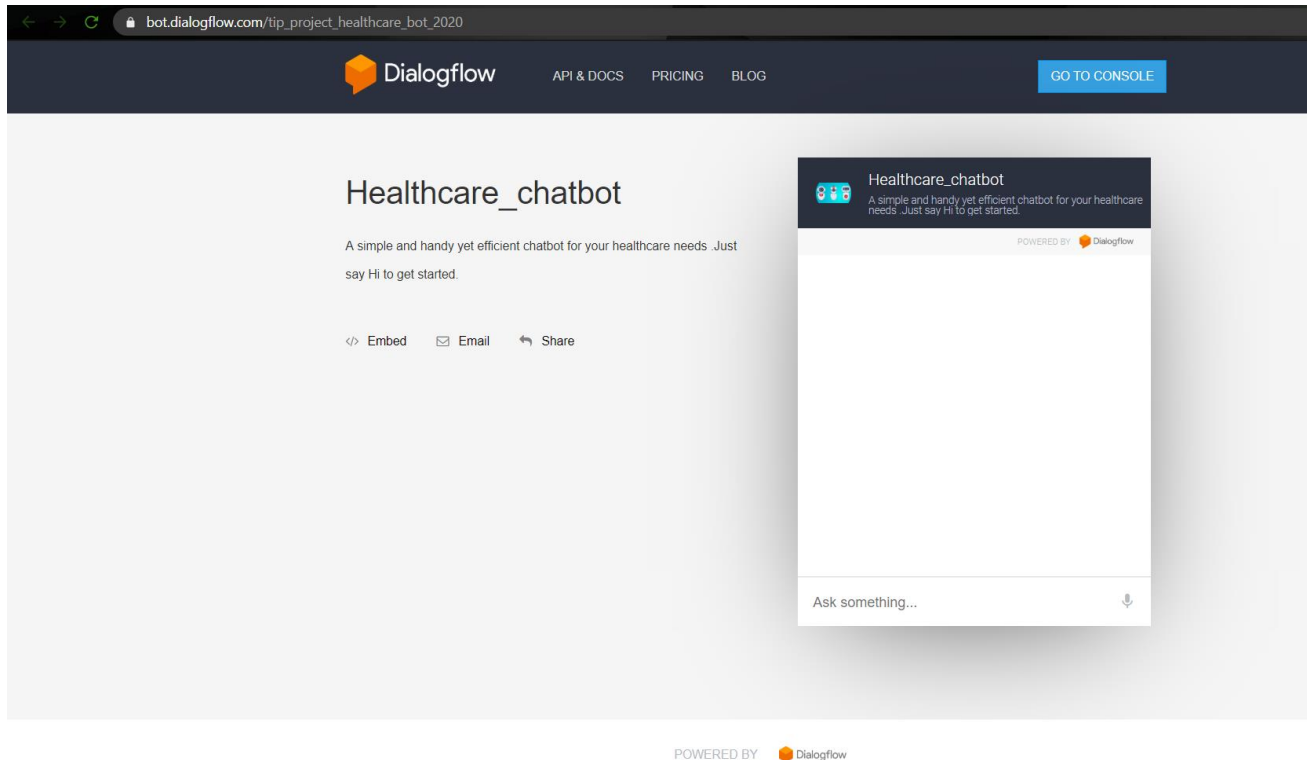 bot.dialogflow.com/tip_project_healthcare_bot_2020
Dialogflow
API & DOCS PRICING BLOG
GO TO CONSOLE
Healthcare_chatbot
A simple and handy yet efficient chatbot for your healthcare needs .Just
say Hi to get started.
Embed Email Share
Healthcare_chatbot
A simple and handy yet efficient chatbot for your healthcare
needs .Just say Hi to get started.
POWERED BY Dialogflow
Ask something...
POWERED BY Dialogflow